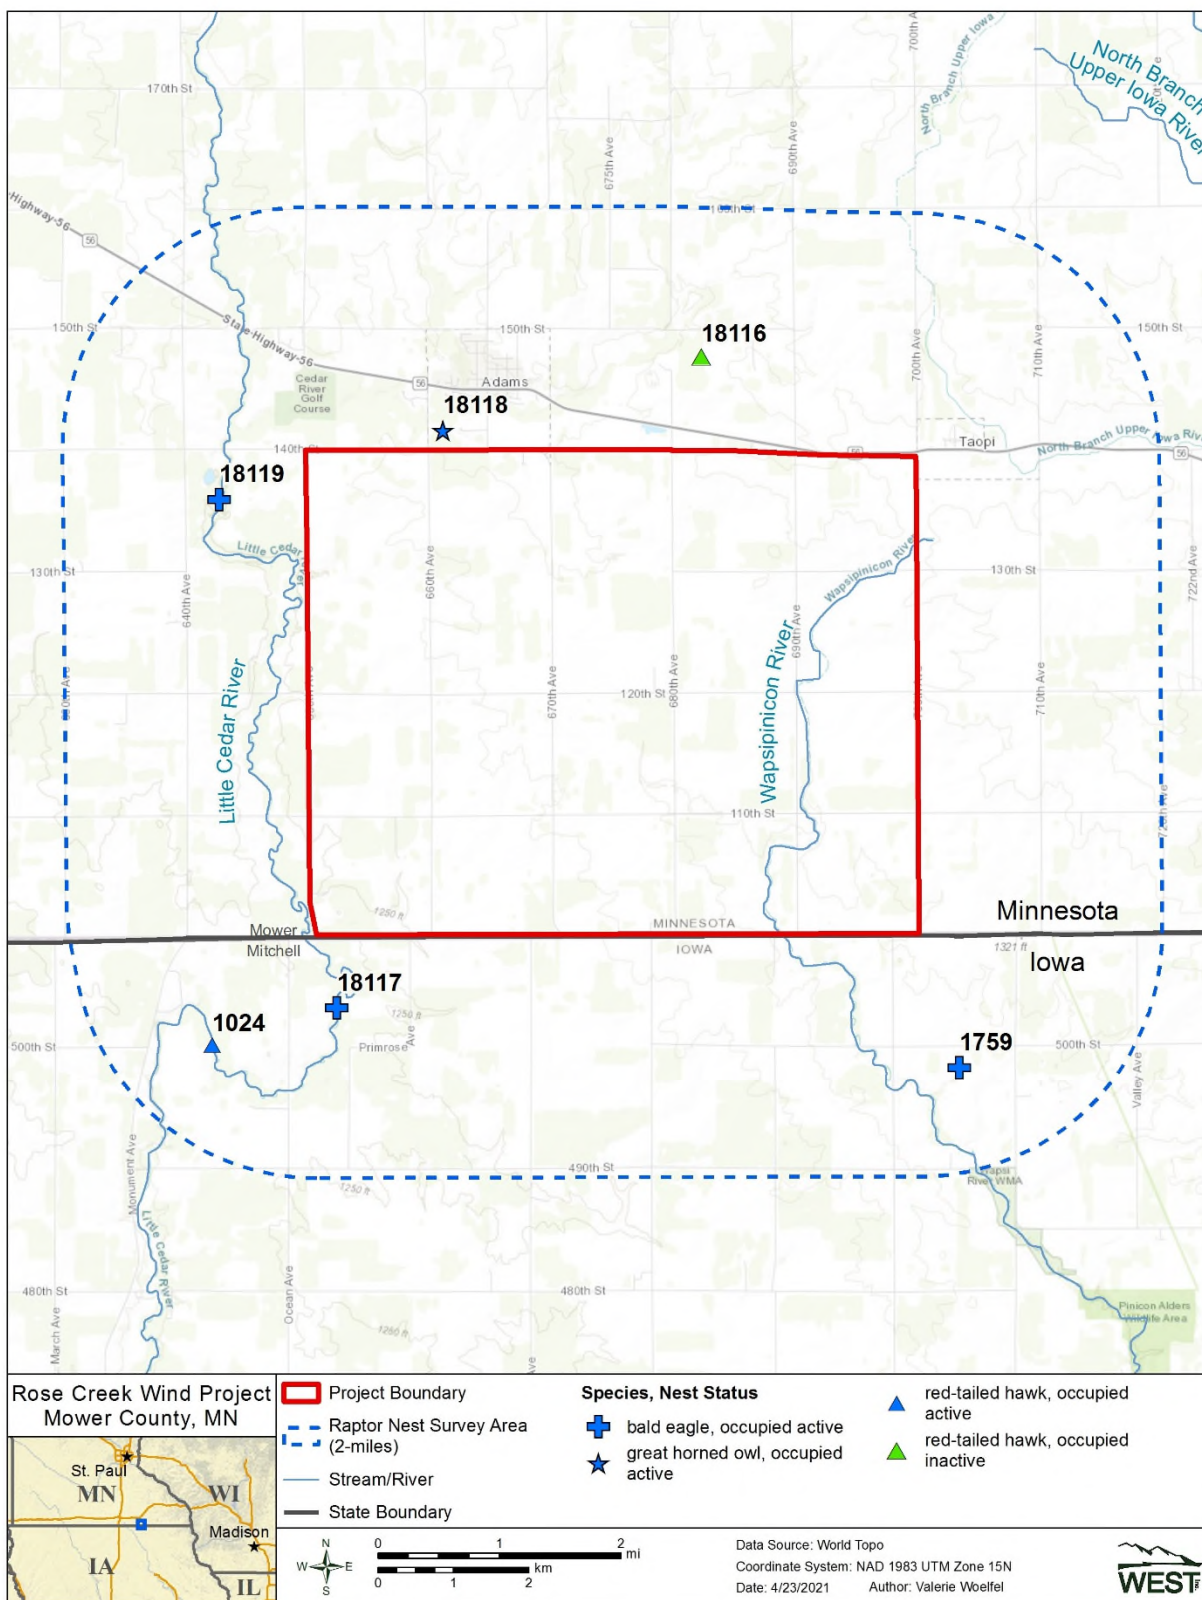 170th St
700th Ave
North Branch Upper Iowa
North Branch
Upper Iowa River
675th Ave
690th Ave
State-Highway-56
56
150th St
State-Highway-56
150th St
18116
150th St
700th Ave
710th Ave
Cedar
River
Golf
Course
56
Adams
18118
140th St
56
Taopi
North Branch Upper Iowa River
56
18119
Little Cedar River
130th St
640th Ave
660th Ave
Wapsipinicon River
130th St
722nd Ave
690th Ave
Little Cedar River
670th Ave
120th St
680th Ave
Wapsipinicon River
710th Ave
110th St
1250 ft
Mower
Mitchell
MINNESOTA
IOWA
Minnesota
Iowa
1321 ft
18117
1024
1250 ft
Primrose Ave
500th St
1759
500th St
Valley Ave
490th St
Monument Ave
1250 ft
Wapsi
River WMA
Little Cedar River
480th St
Ocean Ave
480th St
March Ave
1250 ft
Pinicon Alders
Wildlife Area
Rose Creek Wind Project
Mower County, MN
St. Paul
MN
WI
Madison
IA
IL
Project Boundary
Raptor Nest Survey Area
(2-miles)
Stream/River
State Boundary
Species, Nest Status
bald eagle, occupied active
great horned owl, occupied
active
red-tailed hawk, occupied
active
red-tailed hawk, occupied
inactive
N
W E
S
0 1 2
mi
km
0 1 2
Data Source: World Topo
Coordinate System: NAD 1983 UTM Zone 15N
Date: 4/23/2021 Author: Valerie Woelfel
WEST
Inc.